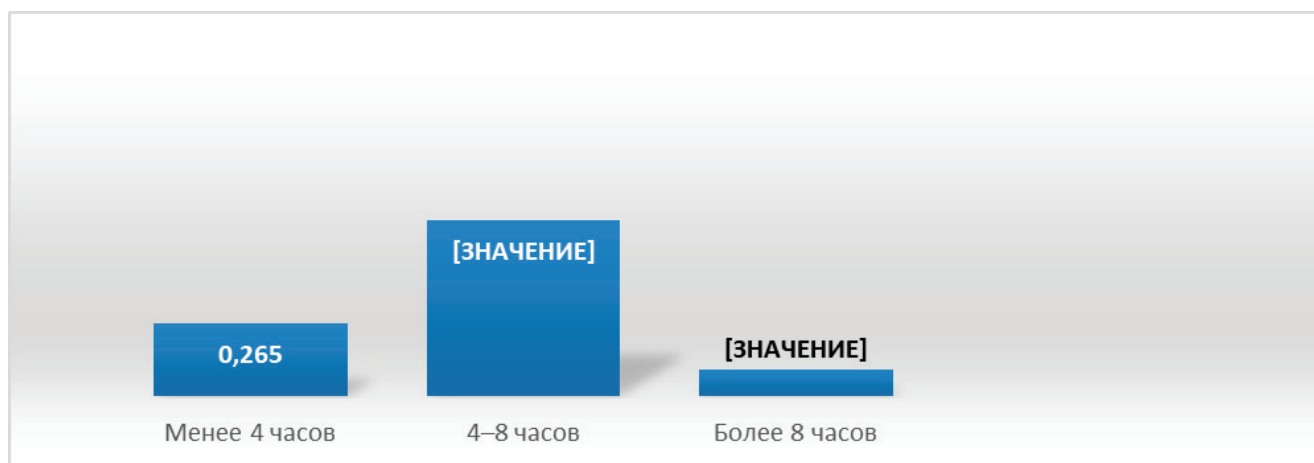 [ЗНАЧЕНИЕ]
0,265
[ЗНАЧЕНИЕ]
Менее 4 часов
4–8 часов
Более 8 часов